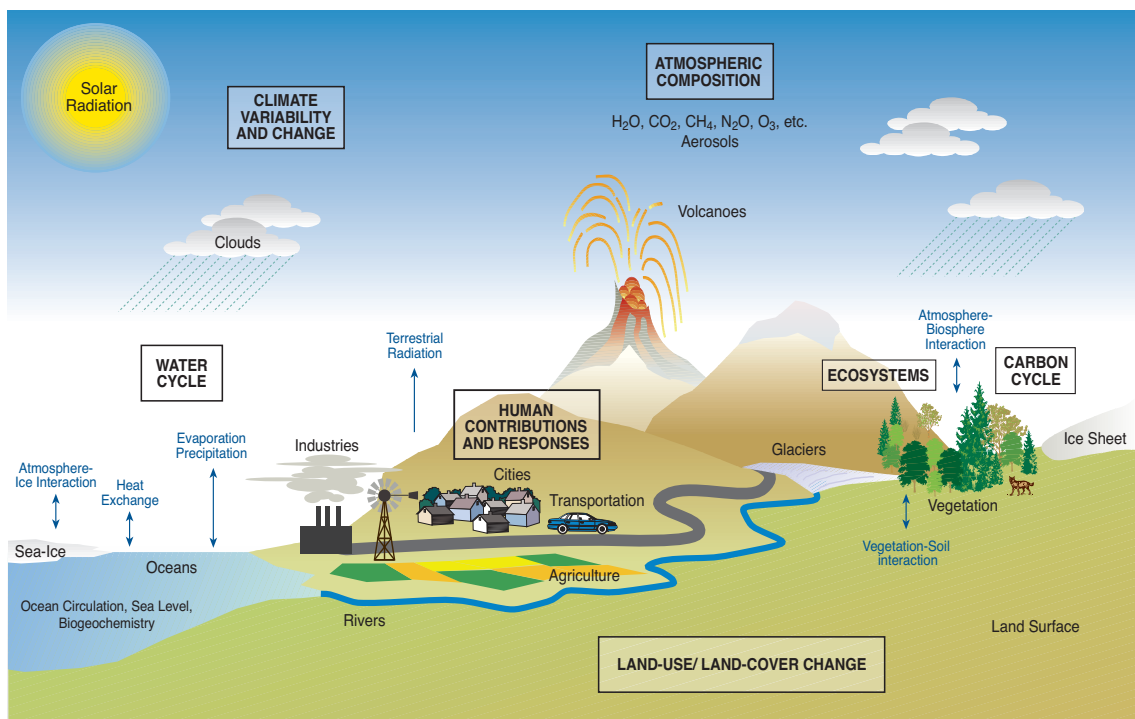 Solar
Radiation
CLIMATE
VARIABILITY
AND CHANGE
ATMOSPHERIC
COMPOSITION
H₂O, CO₂, CH₄, N₂O, O₃, etc.
Aerosols
Volcanoes
Clouds
Terrestrial
Radiation
Atmosphere-
Biosphere
Interaction
WATER
CYCLE
ECOSYSTEMS
CARBON
CYCLE
HUMAN
CONTRIBUTIONS
AND RESPONSES
Evaporation
Precipitation
Industries
Glaciers
Ice Sheet
Atmosphere-
Ice Interaction
Heat
Exchange
Cities
Transportation
Vegetation
Sea-Ice
Oceans
Vegetation-Soil
interaction
Agriculture
Ocean Circulation, Sea Level,
Biogeochemistry
Rivers
Land Surface
LAND-USE/ LAND-COVER CHANGE